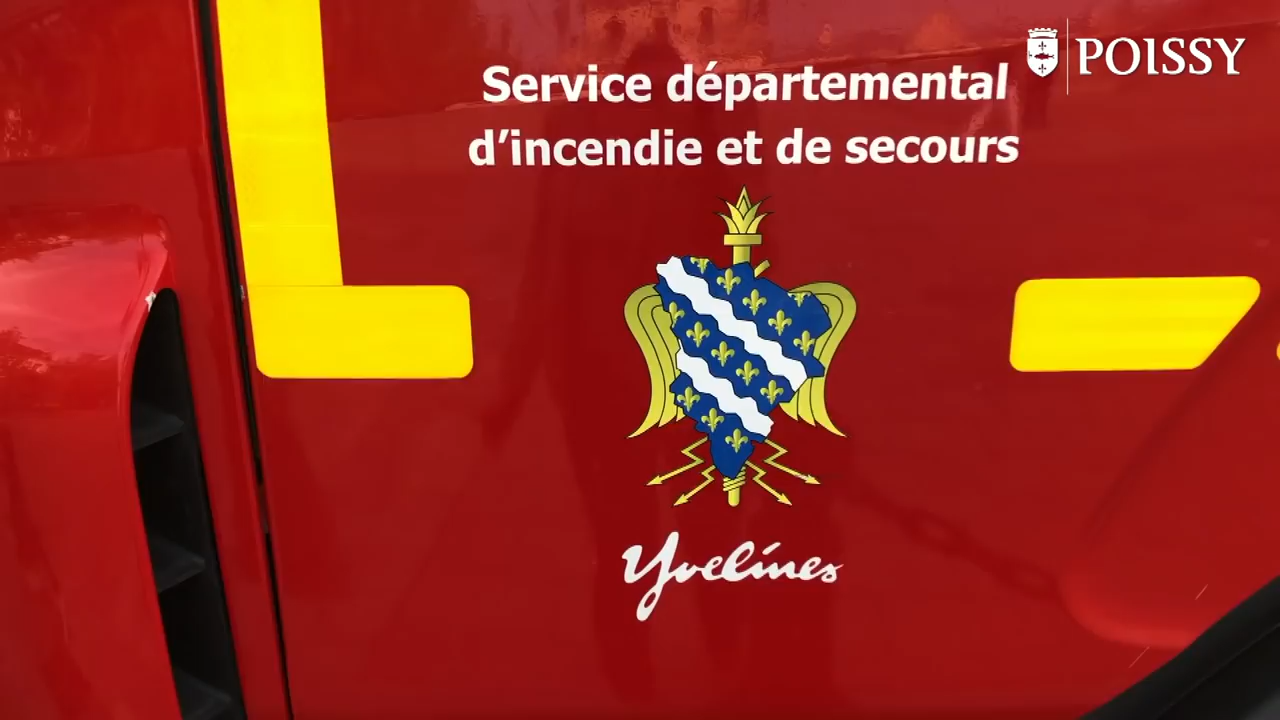 POISSY
Service départemental
d’incendie et de secours
Yvelines